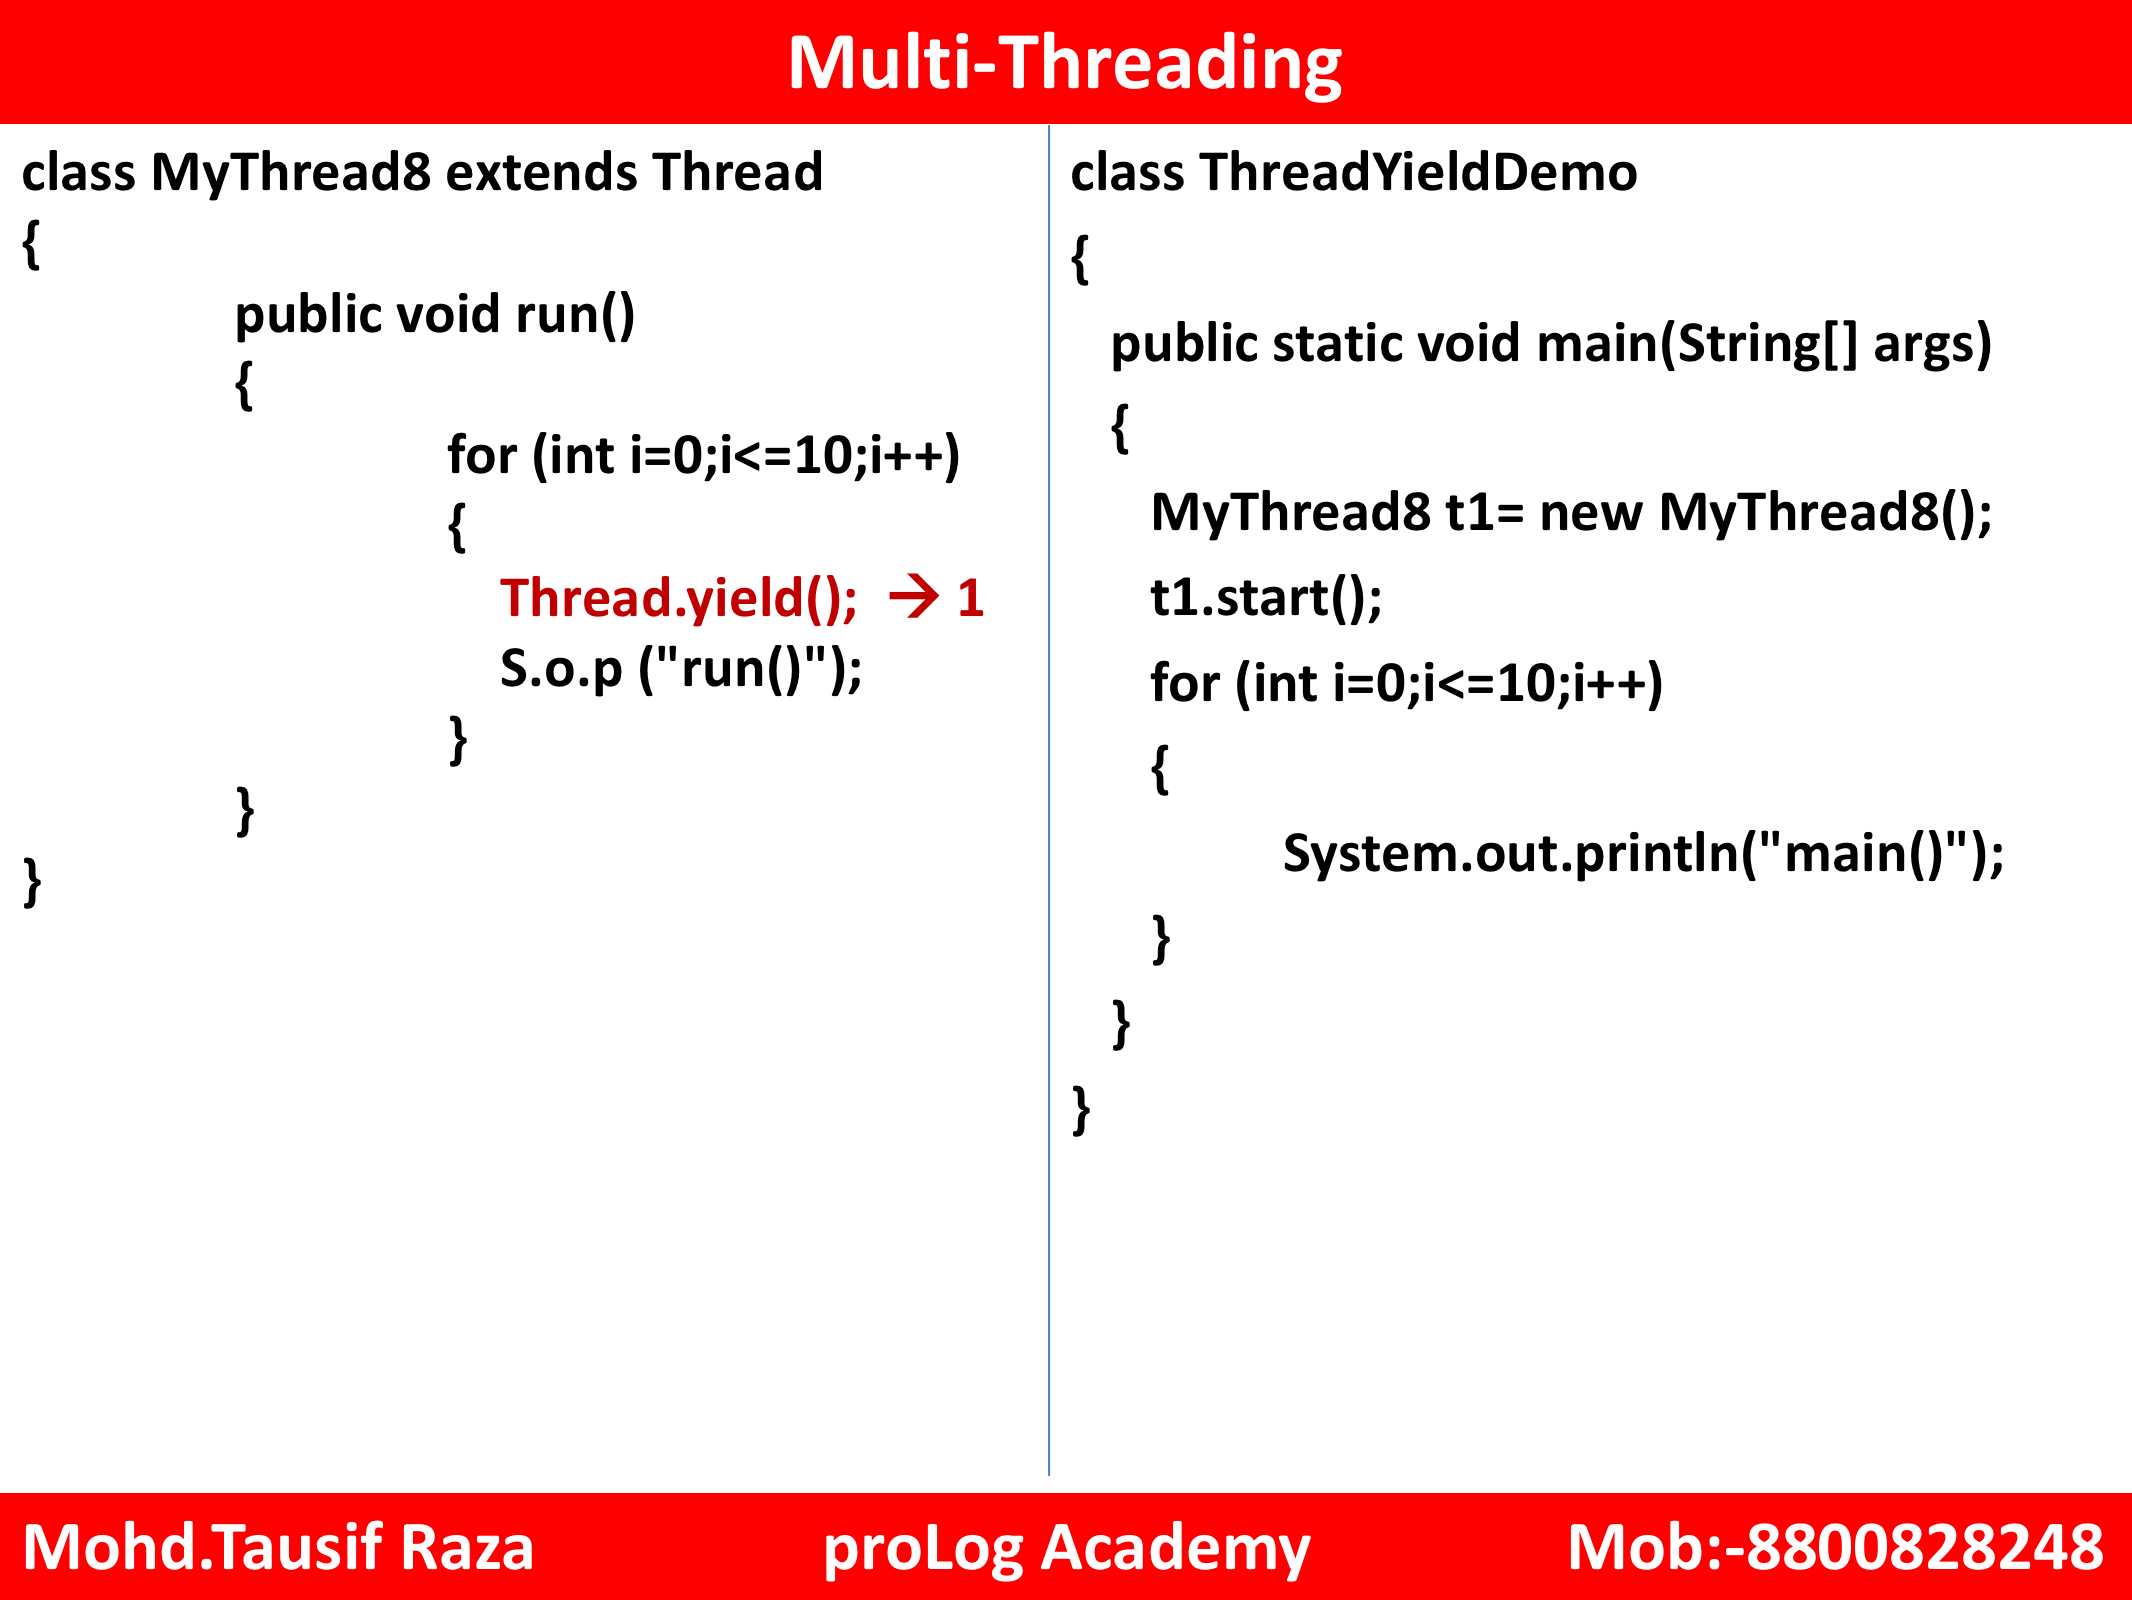 Multi-Threading
class MyThread8 extends Thread
{
public void run()
{
for (int i=0;i<=10;i++)
{
Thread.yield(); → 1
S.o.p ("run()");
}
}
}
class ThreadYieldDemo
{
public static void main(String[] args)
{
MyThread8 t1= new MyThread8();
t1.start();
for (int i=0;i<=10;i++)
{
System.out.println("main()");
}
}
}
Mohd.Tausif Raza proLog Academy Mob:-8800828248